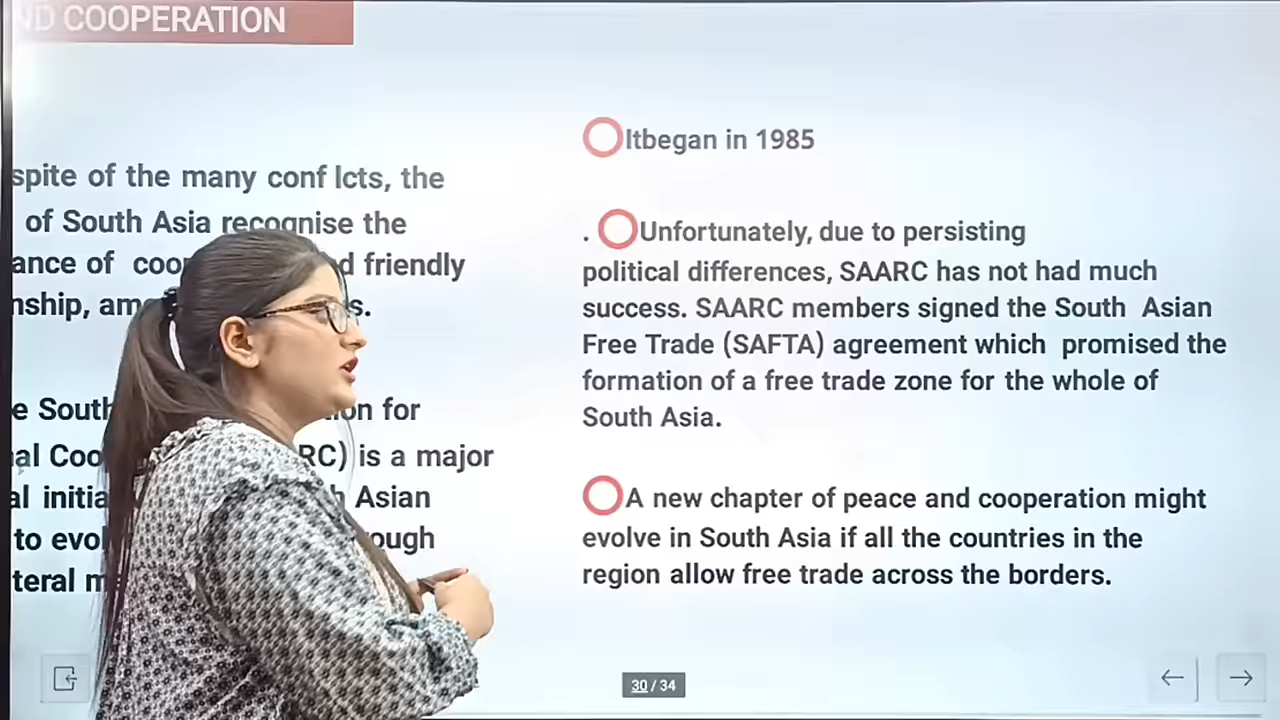 ND COOPERATION
spite of the many conf lcts, the
of South Asia recognise the
ance of coo d friendly
nship, am s.
e South on for
al Coo RC) is a major
al initia h Asian
to evol ough
teral m
Itbegan in 1985
. Unfortunately, due to persisting
political differences, SAARC has not had much
success. SAARC members signed the South Asian
Free Trade (SAFTA) agreement which promised the
formation of a free trade zone for the whole of
South Asia.
A new chapter of peace and cooperation might
evolve in South Asia if all the countries in the
region allow free trade across the borders.
30 / 34